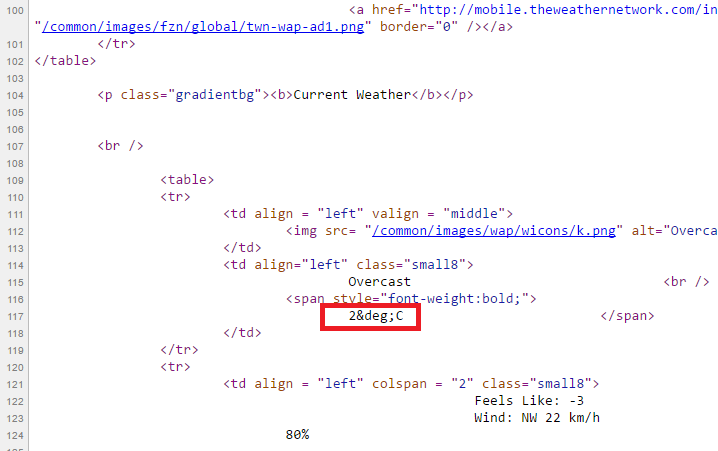 100 <a href="http://mobile.theweathernetwork.com/in
"/common/images/fzn/global/twn-wap-ad1.png" border="0" /></a>
101 </tr>
102 </table>
103
104 <p class="gradientbg"><b>Current Weather</b></p>
105
106
107 <br />
108
109 <table>
110 <tr>
111 <td align = "left" valign = "middle">
112 <img src= "/common/images/wap/wicons/k.png" alt="Overca
113 </td>
114 <td align="left" class="small8">
115 Overcast <br />
116 <span style="font-weight:bold;">
117 2&deg;C </span>
118 </td>
119 </tr>
120 <tr>
121 <td align = "left" colspan = "2" class="small8">
122 Feels Like: -3
123 Wind: NW 22 km/h
124 80%